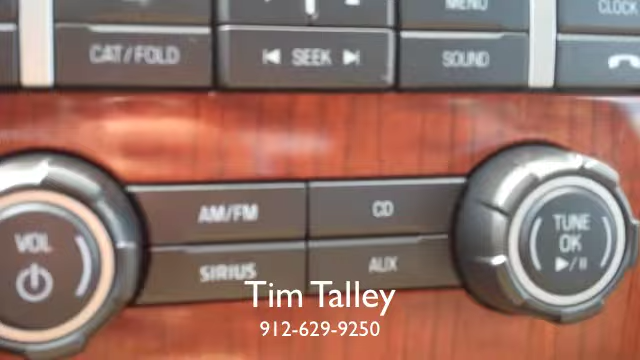 MENU
CLOCK
CAT/FOLD
SEEK
SOUND
AM/FM
CD
VOL
TUNE
OK
SIRIUS
AUX
Tim Talley
912-629-9250